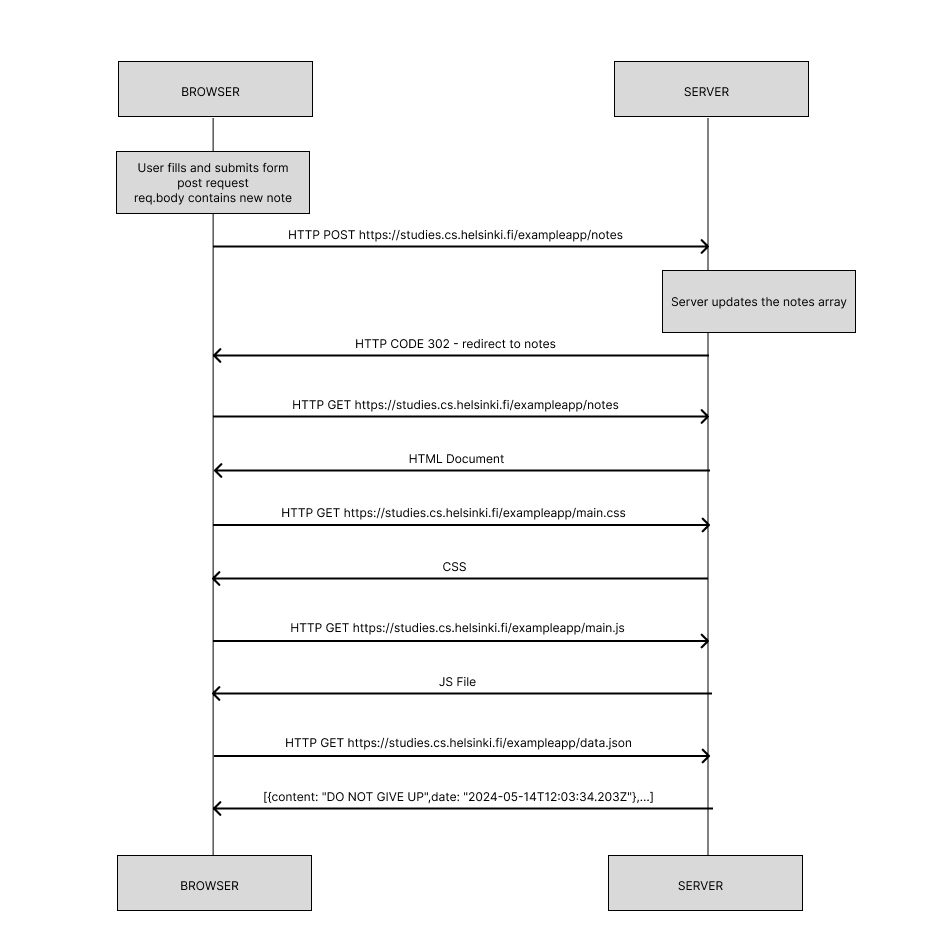 BROWSER
SERVER
User fills and submits form
post request
req.body contains new note
HTTP POST https://studies.cs.helsinki.fi/exampleapp/notes
Server updates the notes array
HTTP CODE 302 - redirect to notes
HTTP GET https://studies.cs.helsinki.fi/exampleapp/notes
HTML Document
HTTP GET https://studies.cs.helsinki.fi/exampleapp/main.css
CSS
HTTP GET https://studies.cs.helsinki.fi/exampleapp/main.js
JS File
HTTP GET https://studies.cs.helsinki.fi/exampleapp/data.json
[{content: "DO NOT GIVE UP",date: "2024-05-14T12:03:34.203Z"},...]
BROWSER
SERVER